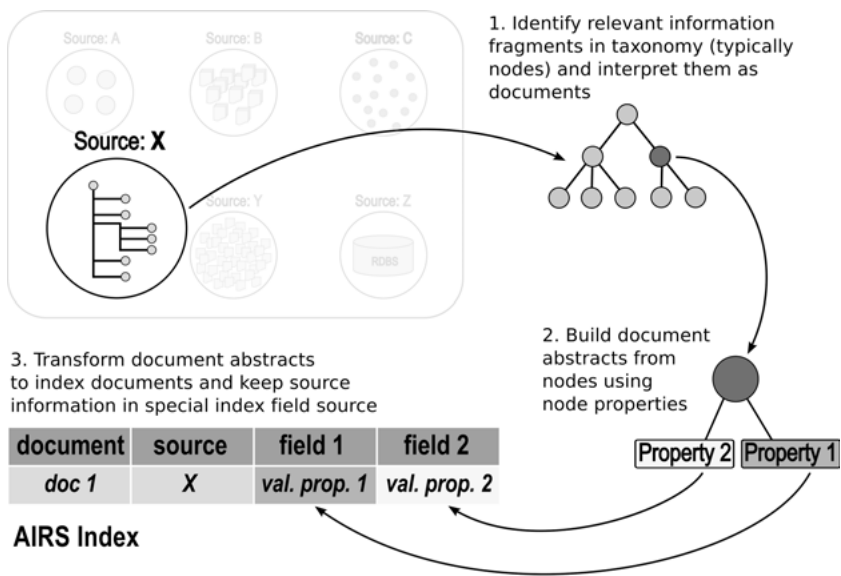 Source: A
Source: B
Source: C
Source: X
Source: Y
Source: Z
RDBS
1. Identify relevant information
fragments in taxonomy (typically
nodes) and interpret them as
documents
2. Build document
abstracts from
nodes using
node properties
Property 2
Property 1
3. Transform document abstracts
to index documents and keep source
information in special index field source
document source field 1 field 2
doc 1 X val. prop. 1 val. prop. 2
AIRS Index